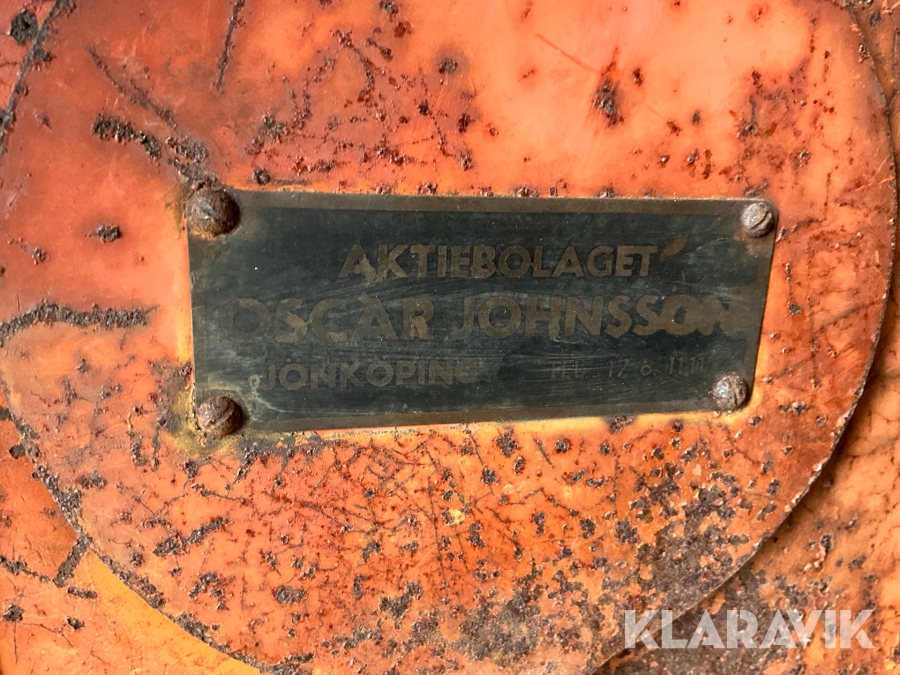 AKTIEBOLAGET
OSCAR JOHNSSON
JÖNKÖPING
KLARAVIK